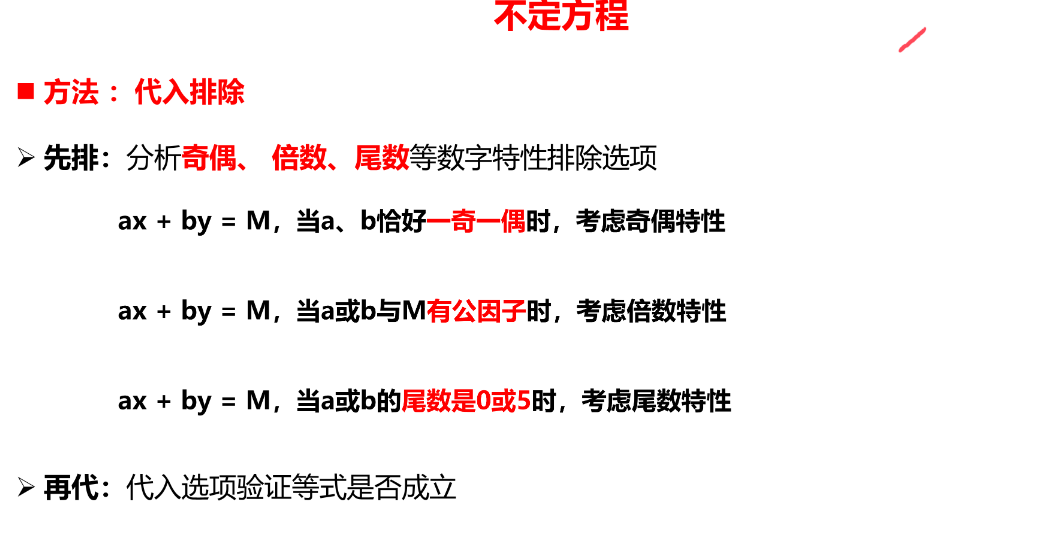 不定方程
方法 ：代入排除
先排：分析奇偶、 倍数、尾数等数字特性排除选项
ax + by = M，当a、b恰好一奇一偶时，考虑奇偶特性
ax + by = M，当a或b与M有公因子时，考虑倍数特性
ax + by = M，当a或b的尾数是0或5时，考虑尾数特性
再代：代入选项验证等式是否成立